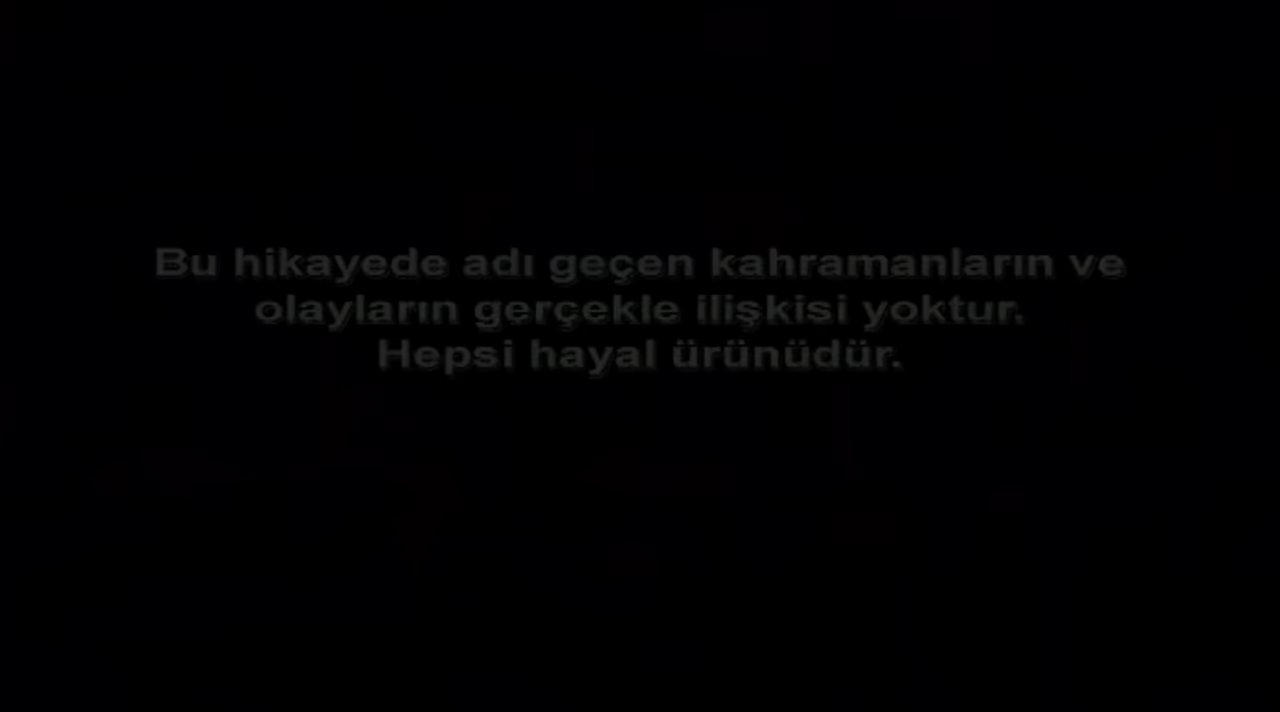 Bu hikayede adı geçen kahramanların ve
olayların gerçekle ilişkisi yoktur.
Hepsi hayal ürünüdür.